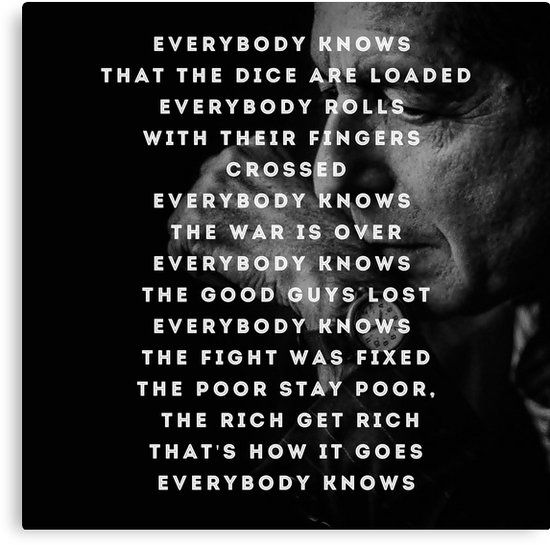 EVERYBODY KNOWS
THAT THE DICE ARE LOADED
EVERYBODY ROLLS
WITH THEIR FINGERS
CROSSED
EVERYBODY KNOWS
THE WAR IS OVER
EVERYBODY KNOWS
THE GOOD GUYS LOST
EVERYBODY KNOWS
THE FIGHT WAS FIXED
THE POOR STAY POOR,
THE RICH GET RICH
THAT'S HOW IT GOES
EVERYBODY KNOWS